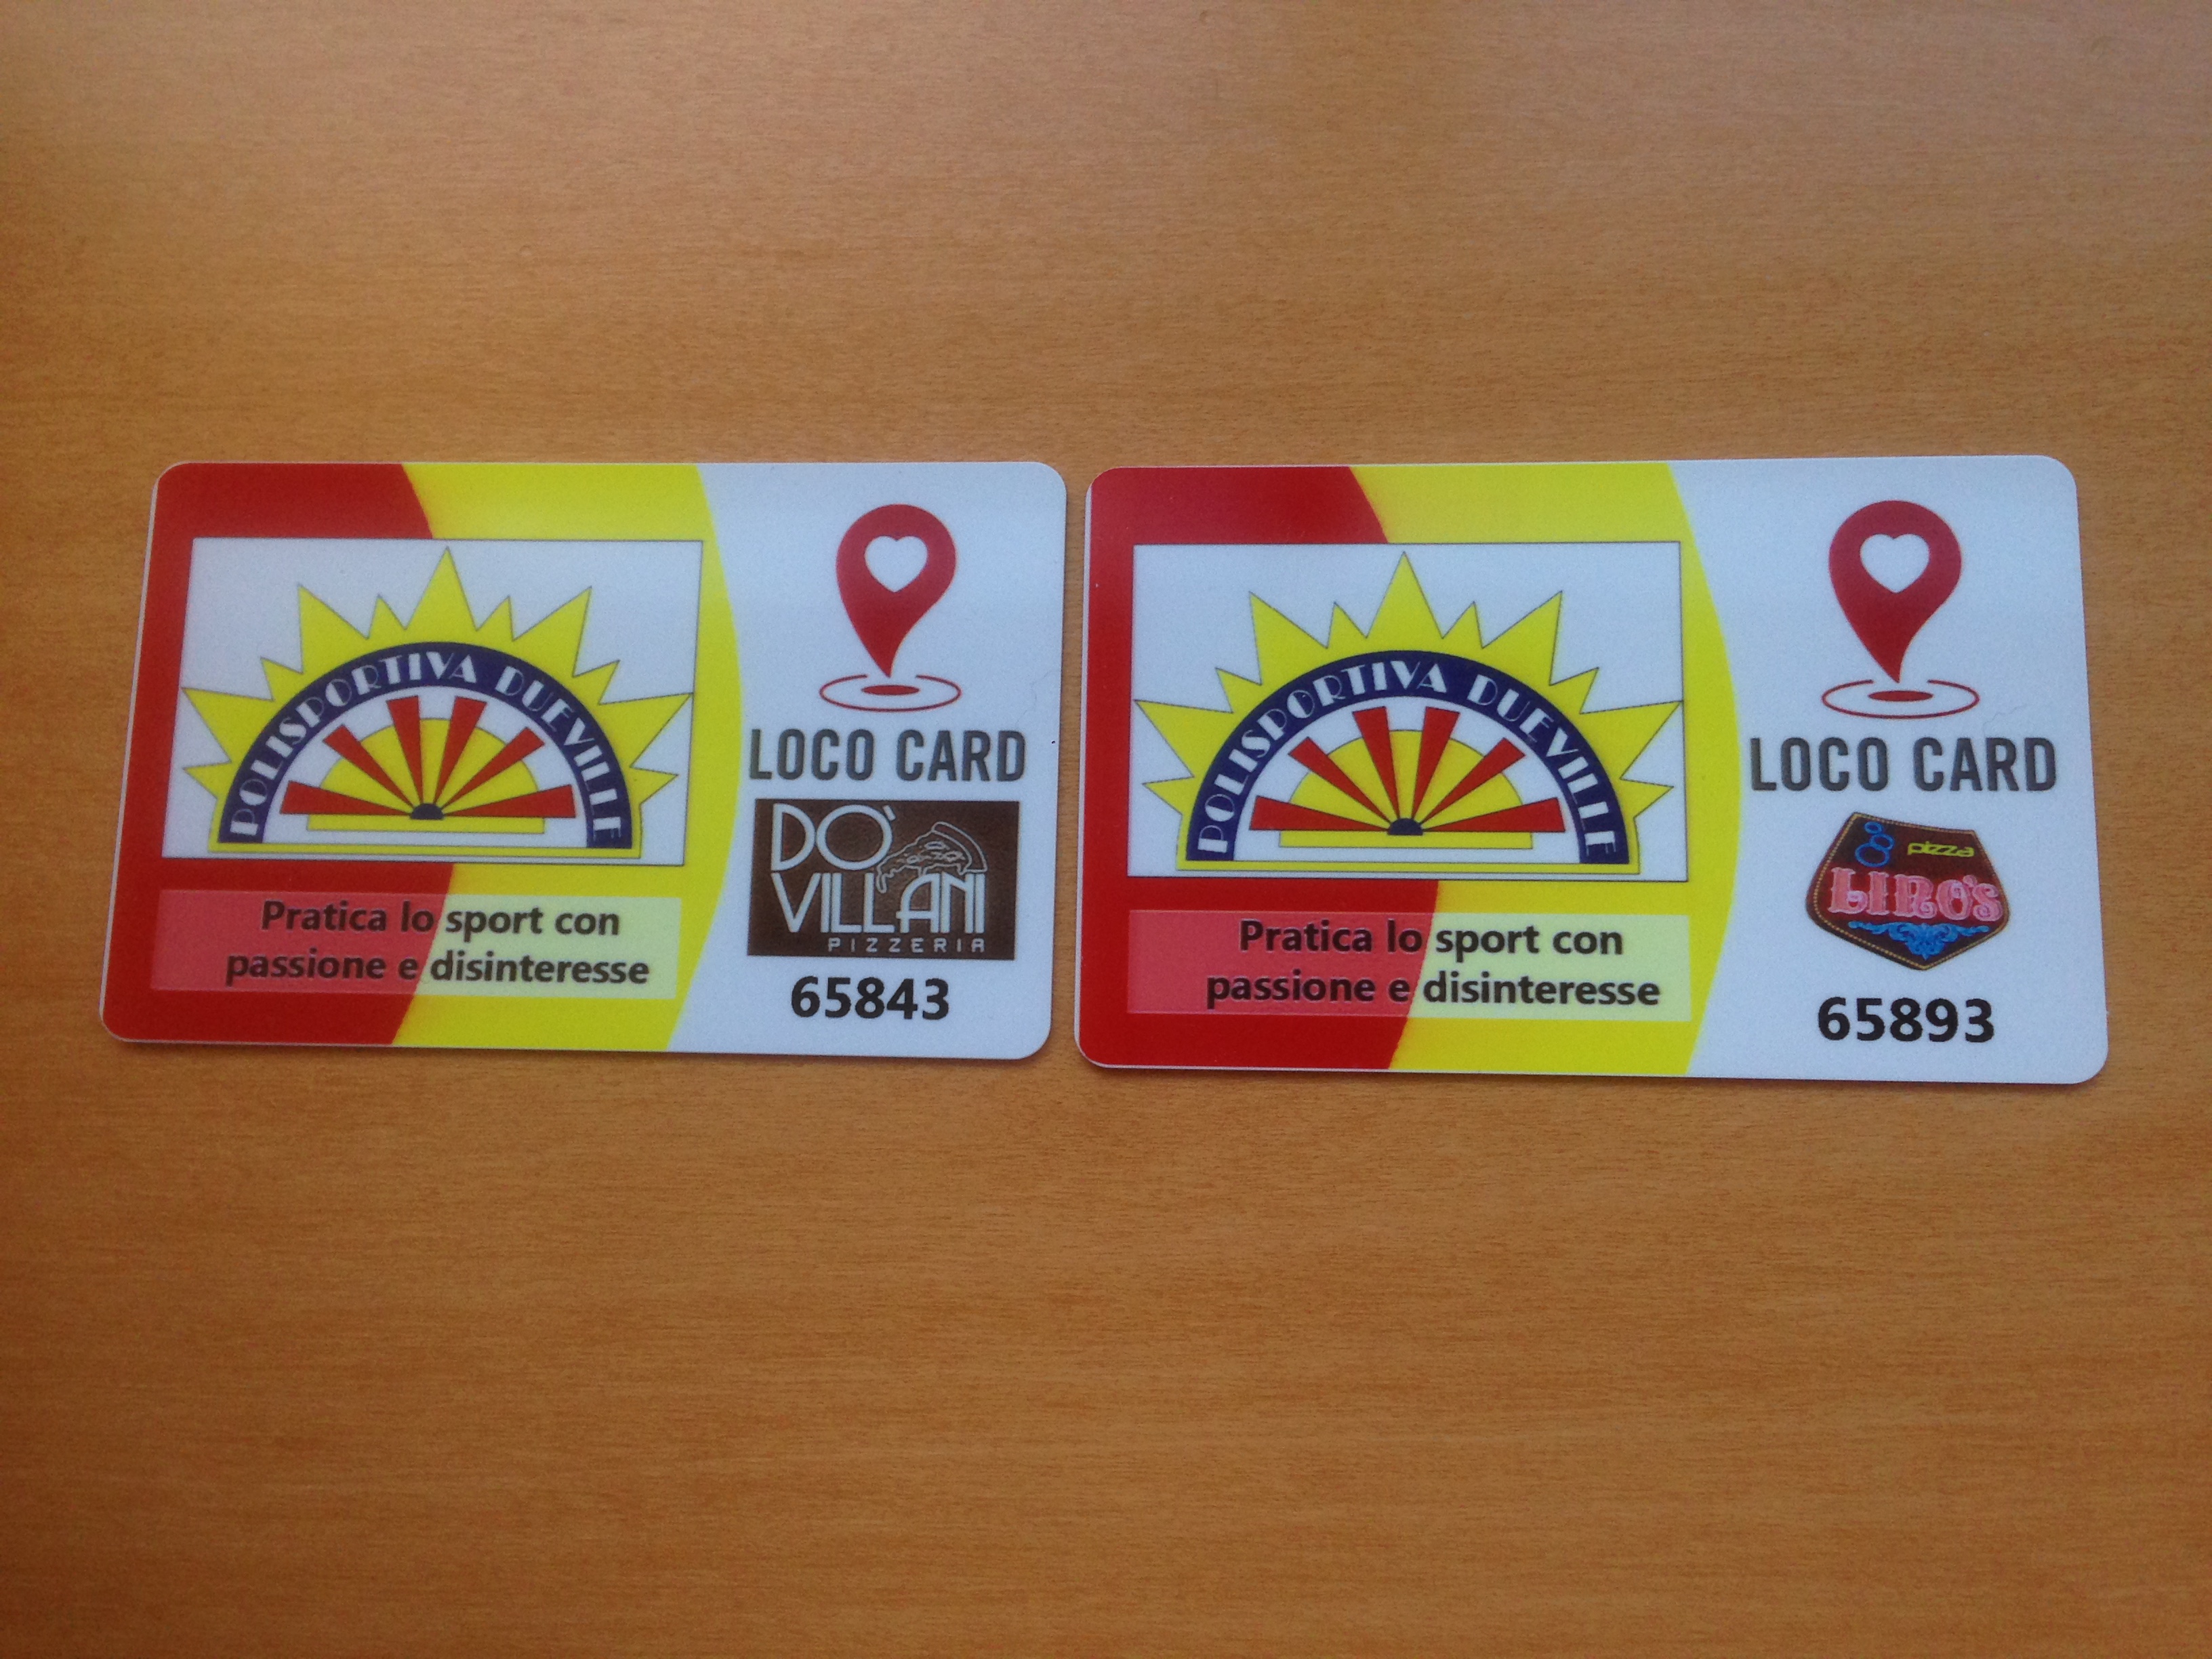 POLISPORTIVA DUEVILLE
Pratica lo sport con
passione e disinteresse
LOCO CARD
DO'
VILLANI
PIZZERIA
65843
POLISPORTIVA DUEVILLE
Pratica lo sport con
passione e disinteresse
LOCO CARD
pizza
LINO'S
65893